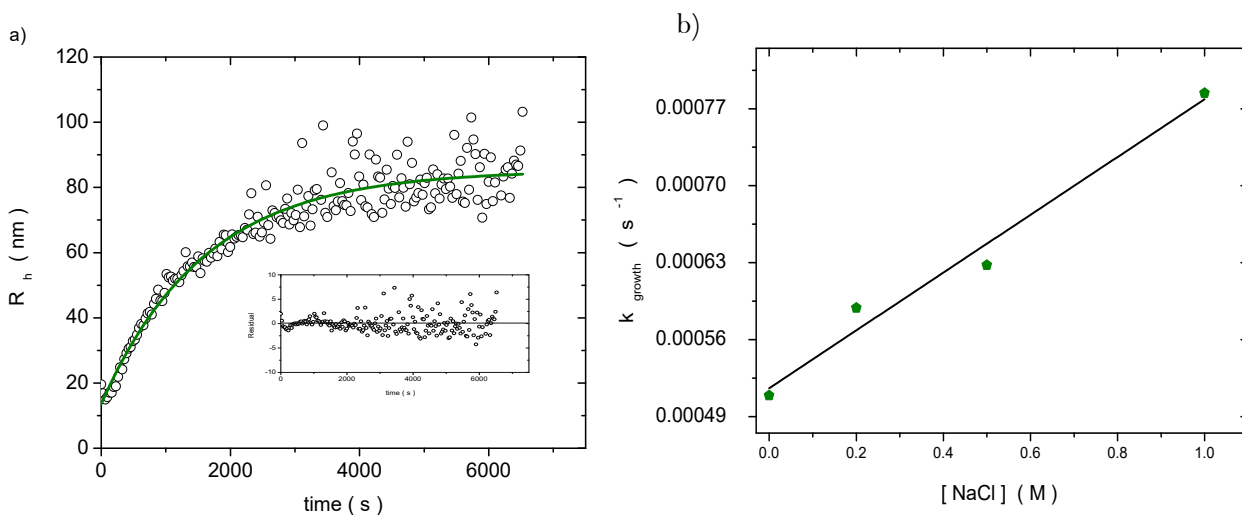 a)
120
100
80
60
40
20
0
R h ( nm )
0 2000 4000 6000
time ( s )
10
5
0
-5
-10
Residual
0 2000 4000 6000
time ( s )
b)
0.00077
0.00070
0.00063
0.00056
0.00049
k growth ( s -1 )
0.0 0.2 0.4 0.6 0.8 1.0
[ NaCl ] ( M )